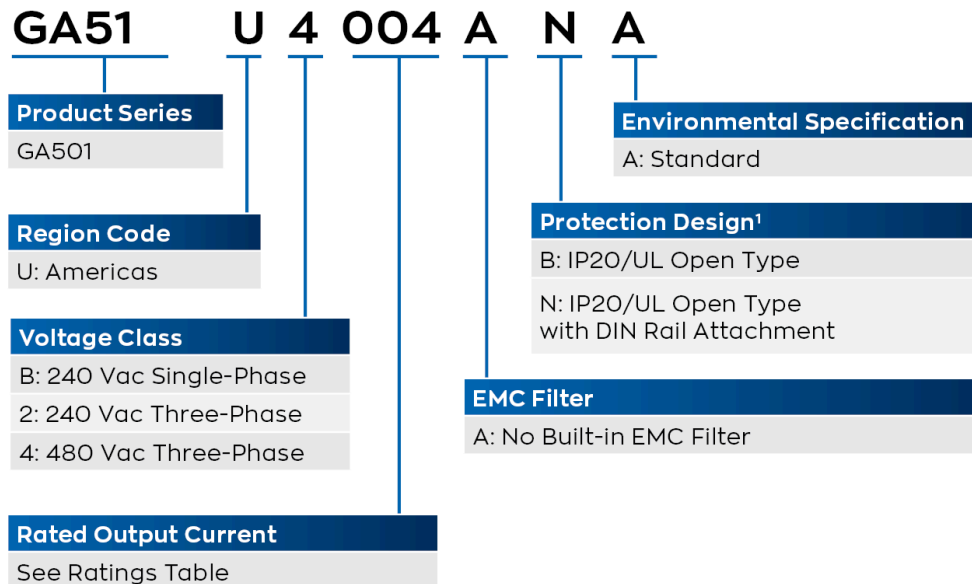 GA51 U 4 004 A N A
Product Series
GA501
Environmental Specification
A: Standard
Region Code
U: Americas
Protection Design¹
B: IP20/UL Open Type
N: IP20/UL Open Type
with DIN Rail Attachment
Voltage Class
B: 240 Vac Single-Phase
2: 240 Vac Three-Phase
4: 480 Vac Three-Phase
EMC Filter
A: No Built-in EMC Filter
Rated Output Current
See Ratings Table